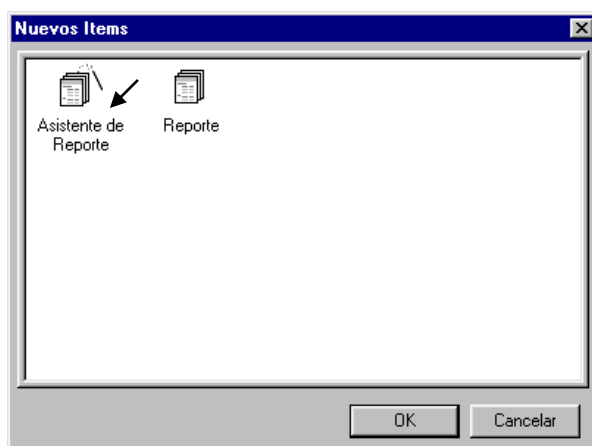 Nuevos Items
Asistente de
Reporte
Reporte
OK
Cancelar